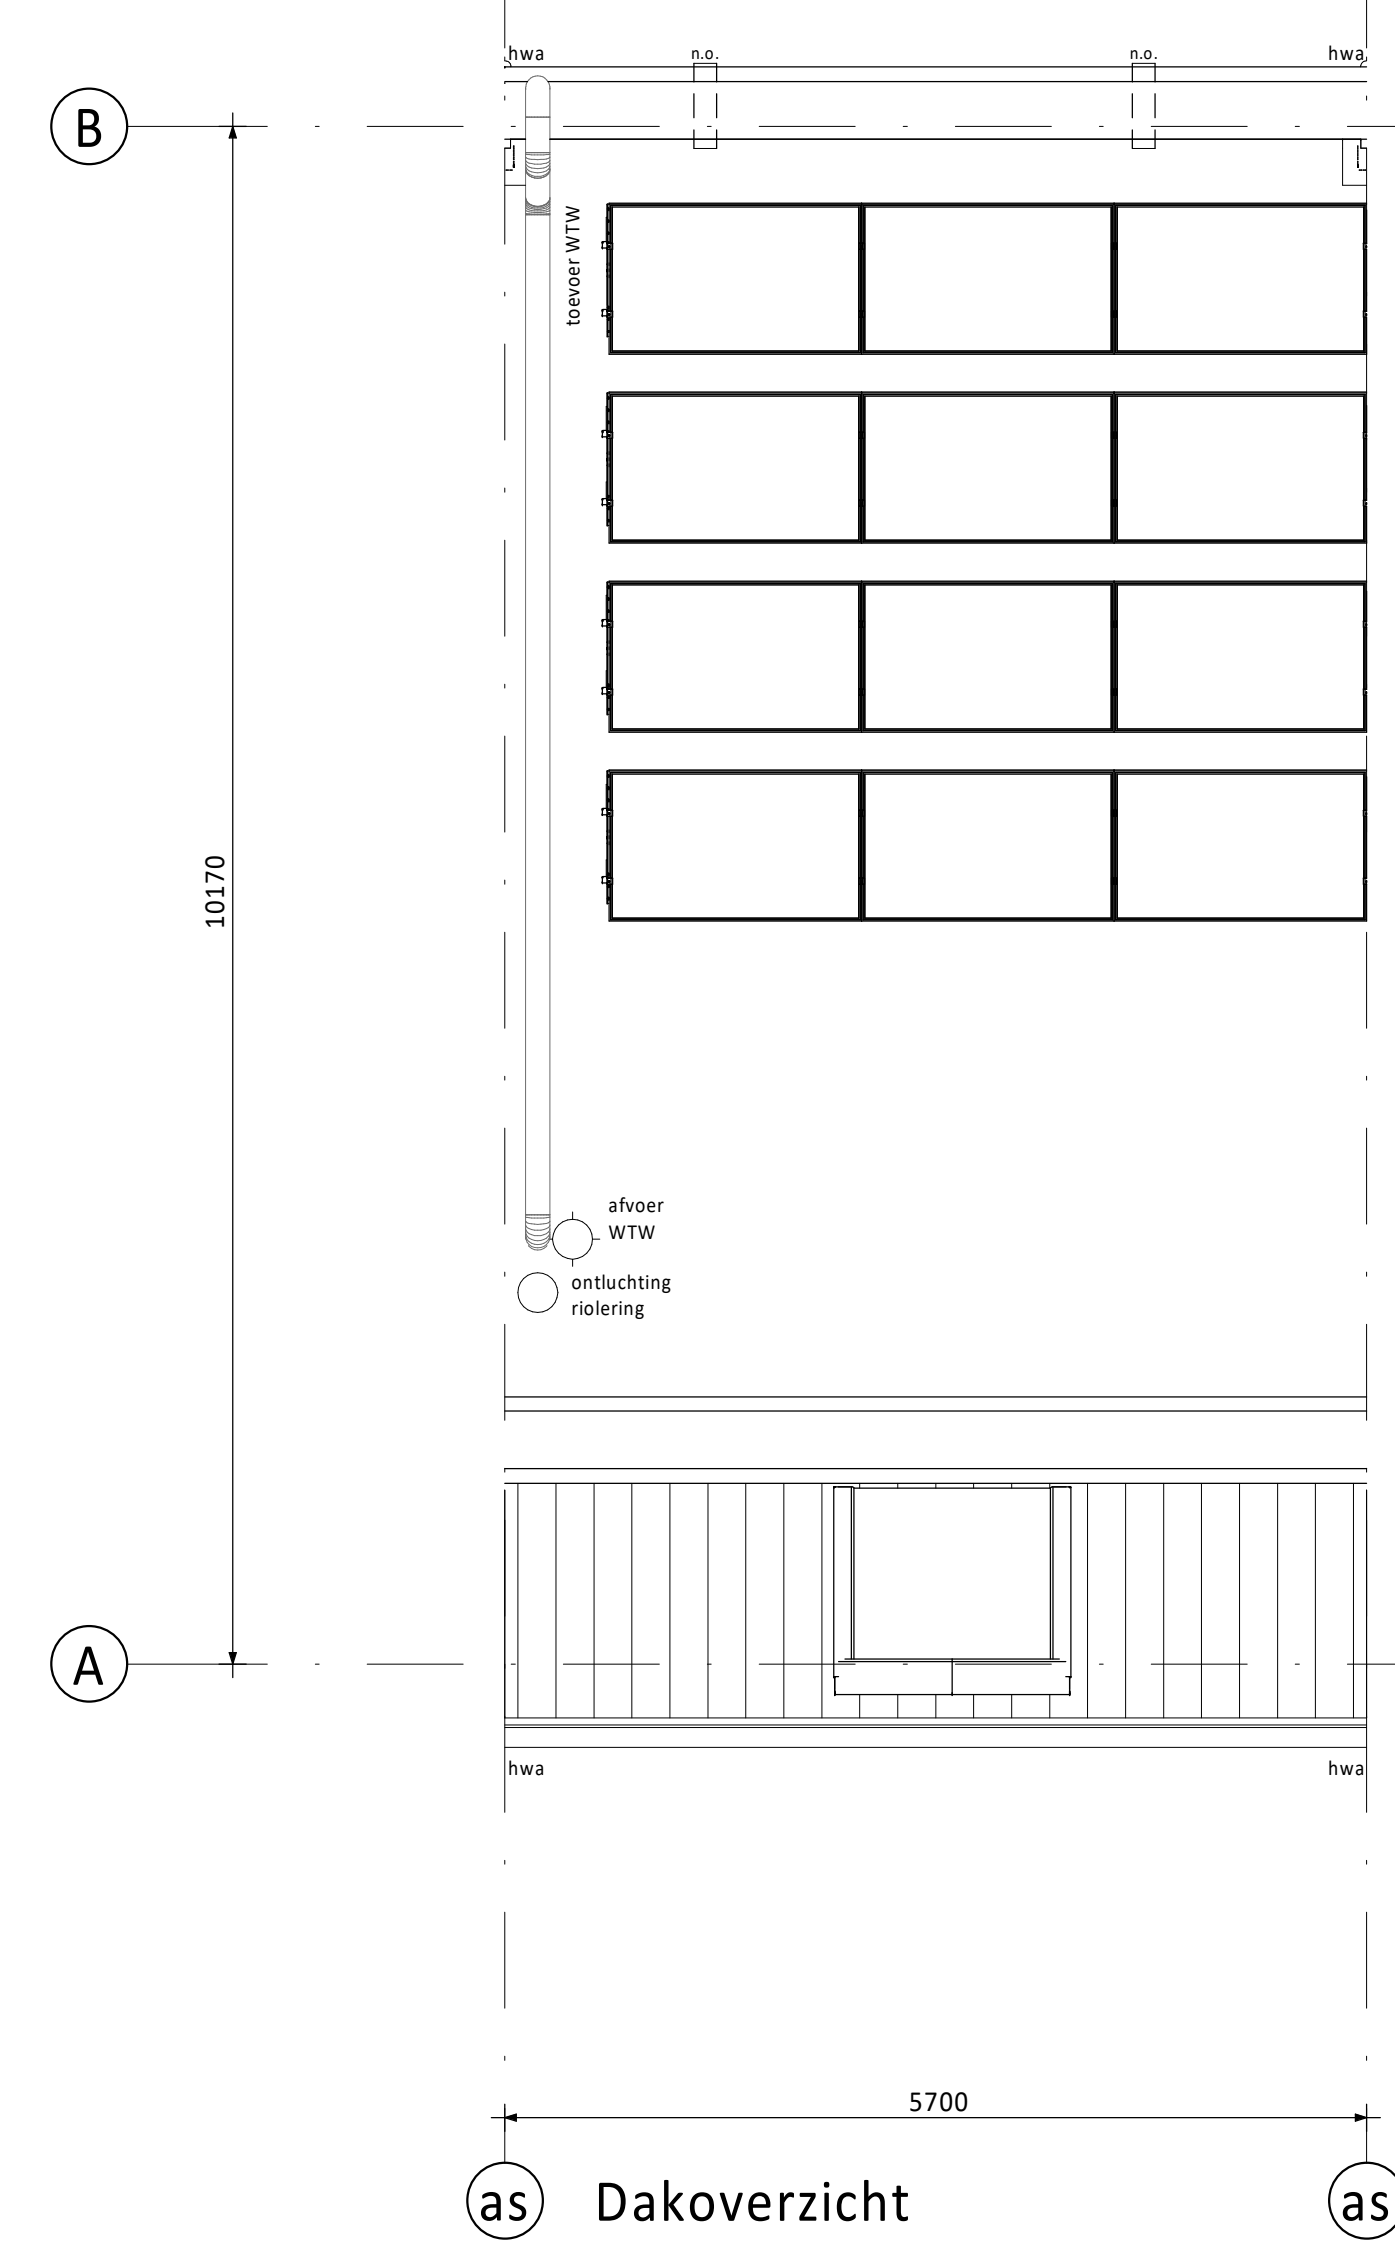 hwa
n.o.
n.o.
hwa
B
toevoer WTW
10170
afvoer
WTW
ontluchting
riolering
A
hwa
hwa
5700
as
Dakoverzicht
as